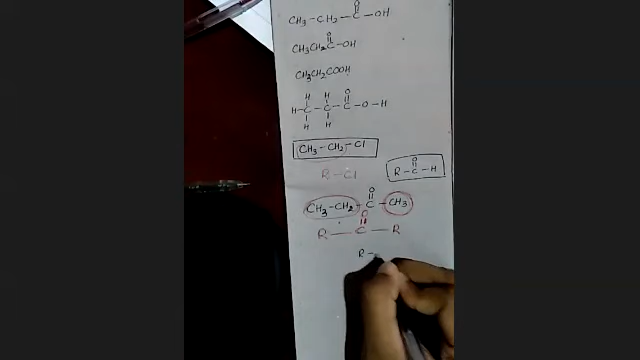 O
CH3 - CH2 - C - OH
O
CH3CH2C - OH
CH3CH2COOH
H H O
H - C - C - C - O - H
H H
CH3 - CH2 - Cl
R - Cl
O
R - C - H
O
CH3 - CH2 - C - CH3
O
R - C - R
R -